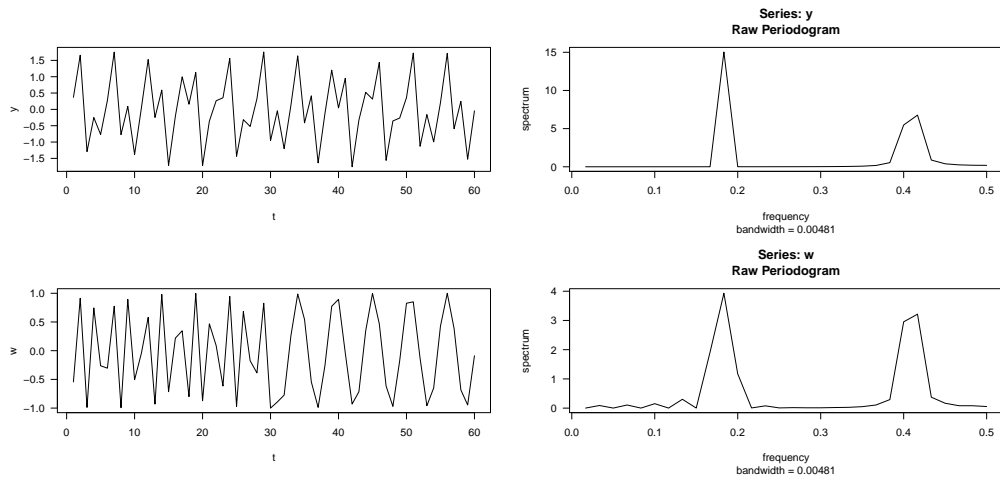 Series: y
Raw Periodogram
y
1.5
1.0
0.5
0.0
−0.5
−1.0
−1.5
0 10 20 30 40 50 60
t
spectrum
15
10
5
0
0.0 0.1 0.2 0.3 0.4 0.5
frequency
bandwidth = 0.00481
Series: w
Raw Periodogram
w
1.0
0.5
0.0
−0.5
−1.0
0 10 20 30 40 50 60
t
spectrum
4
3
2
1
0
0.0 0.1 0.2 0.3 0.4 0.5
frequency
bandwidth = 0.00481